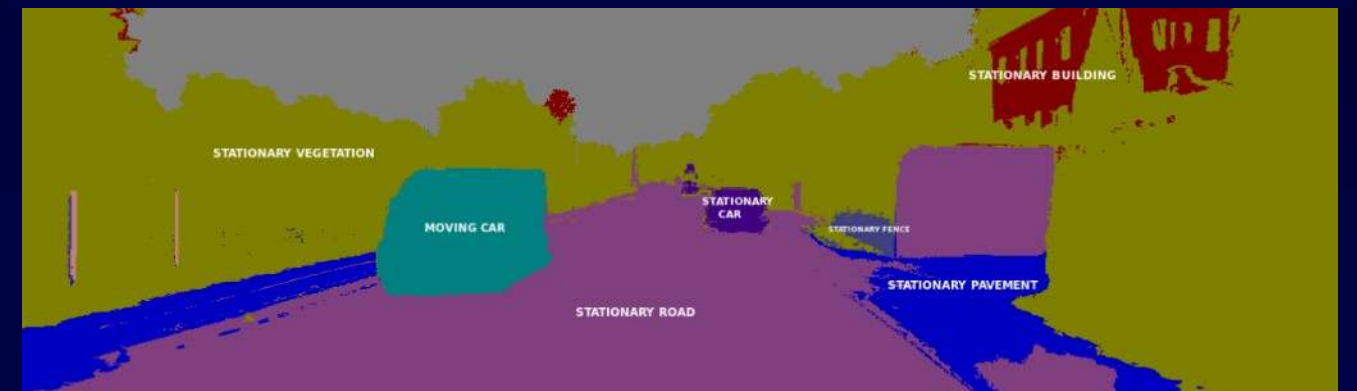 STATIONARY BUILDING
STATIONARY VEGETATION
STATIONARY
CAR
MOVING CAR
STATIONARY FENCE
STATIONARY PAVEMENT
STATIONARY ROAD